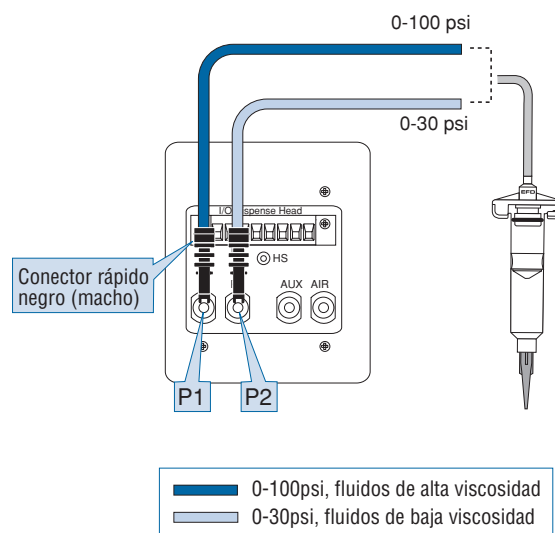 0-100 psi
0-30 psi
EFD
I/O Dispense Head
HS
Conector rápido
negro (macho)
AUX AIR
P1 P2
0-100psi, fluidos de alta viscosidad
0-30psi, fluidos de baja viscosidad